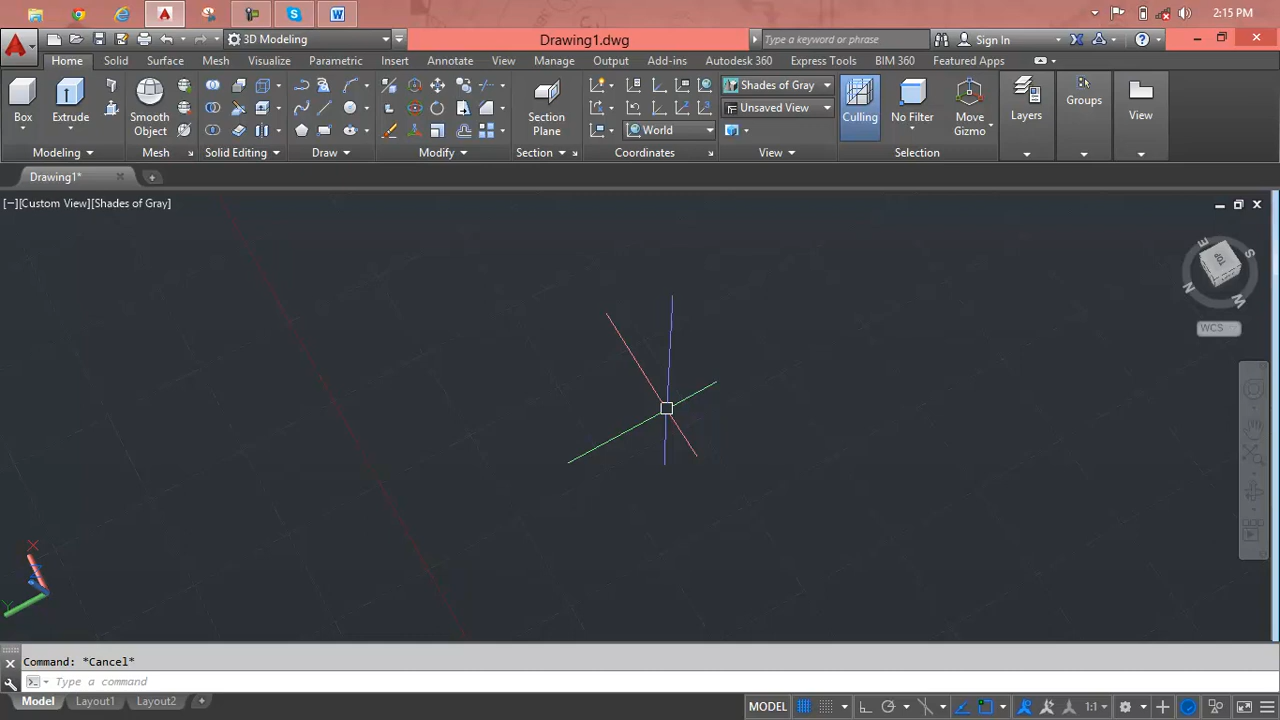 2:15 PM
3D Modeling
Drawing1.dwg
Type a keyword or phrase
Sign In
Home Solid Surface Mesh Visualize Parametric Insert Annotate View Manage Output Add-ins Autodesk 360 Express Tools BIM 360 Featured Apps
Box
Extrude
Smooth
Object
Section
Plane
Shades of Gray
Unsaved View
World
Culling
No Filter
Move
Gizmo
Layers
Groups
View
Modeling Mesh Solid Editing Draw Modify Section Coordinates View Selection
Drawing1*
[−][Custom View][Shades of Gray]
E
S
TOP
N
W
WCS
X
Y
Command: *Cancel*
Type a command
Model Layout1 Layout2
MODEL
1:1